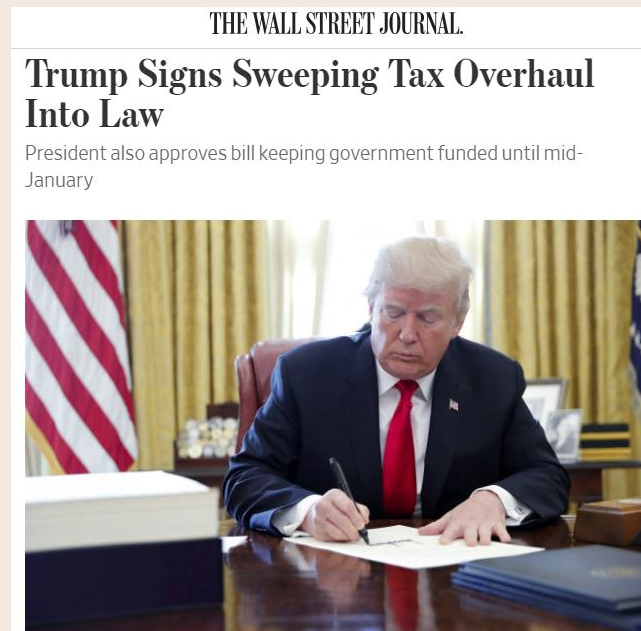 THE WALL STREET JOURNAL.
Trump Signs Sweeping Tax Overhaul
Into Law
President also approves bill keeping government funded until mid-
January